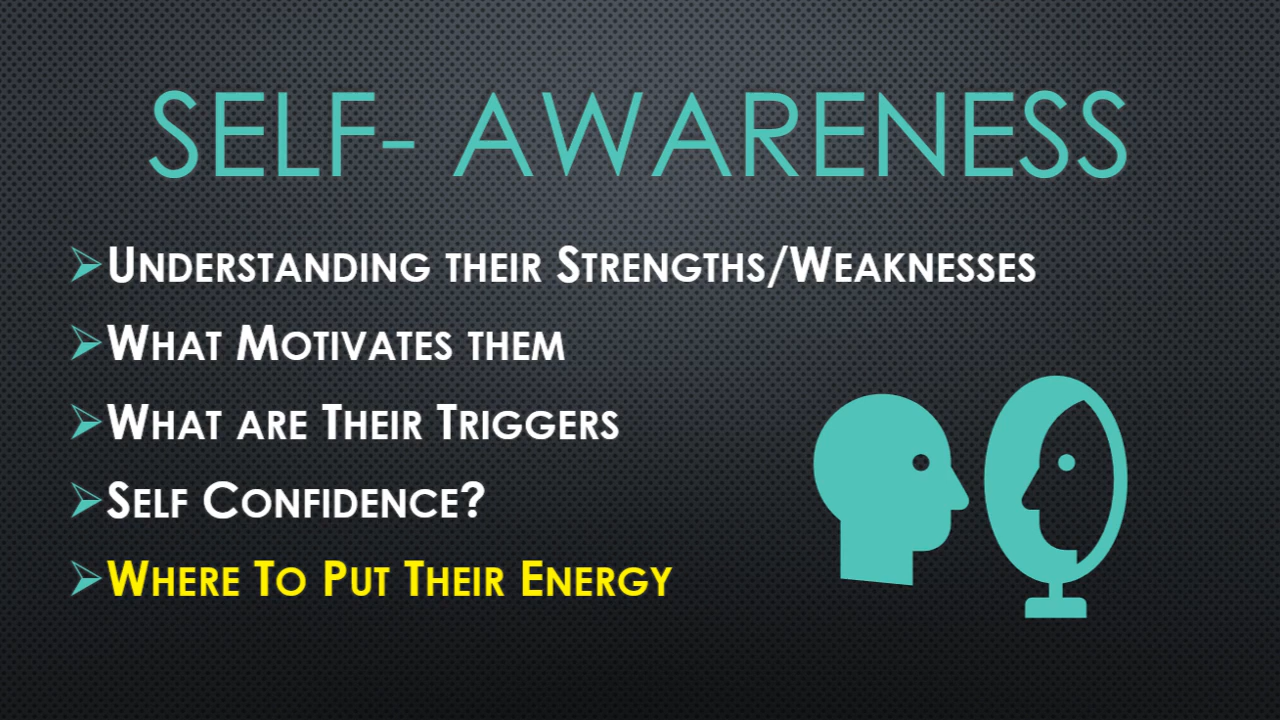 SELF- AWARENESS
UNDERSTANDING THEIR STRENGTHS/WEAKNESSES
WHAT MOTIVATES THEM
WHAT ARE THEIR TRIGGERS
SELF CONFIDENCE?
WHERE TO PUT THEIR ENERGY